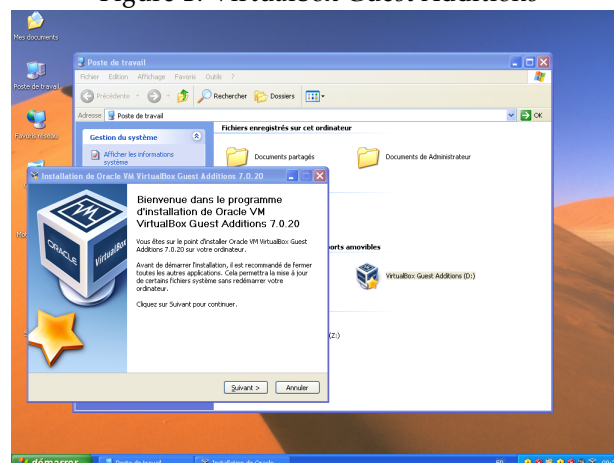 Figure 1: VirtualBox Guest Additions
Mes documents
Poste de travail
Favoris réseau
Poste de travail
Fichier Edition Affichage Favoris Outils ?
Précédente Rechercher Dossiers
Adresse Poste de travail OK
Gestion du système
Afficher les informations
système
Fichiers enregistrés sur cet ordinateur
Documents partagés Documents de Administrateur
Installation de Oracle VM VirtualBox Guest Additions 7.0.20
Bienvenue dans le programme
d'installation de Oracle VM
VirtualBox Guest Additions 7.0.20
Vous êtes sur le point d'installer Oracle VM VirtualBox Guest
Additions 7.0.20 sur votre ordinateur.
Avant de démarrer l'installation, il est recommandé de fermer
toutes les autres applications. Cela permettra la mise à jour
de certains fichiers système sans redémarrer votre
ordinateur.
Cliquez sur Suivant pour continuer.
ORACLE
VirtualBox
amovibles
VirtualBox Guest Additions (D:)
(Z:)
Suivant > Annuler
démarrer Poste de travail Installation de Oracle